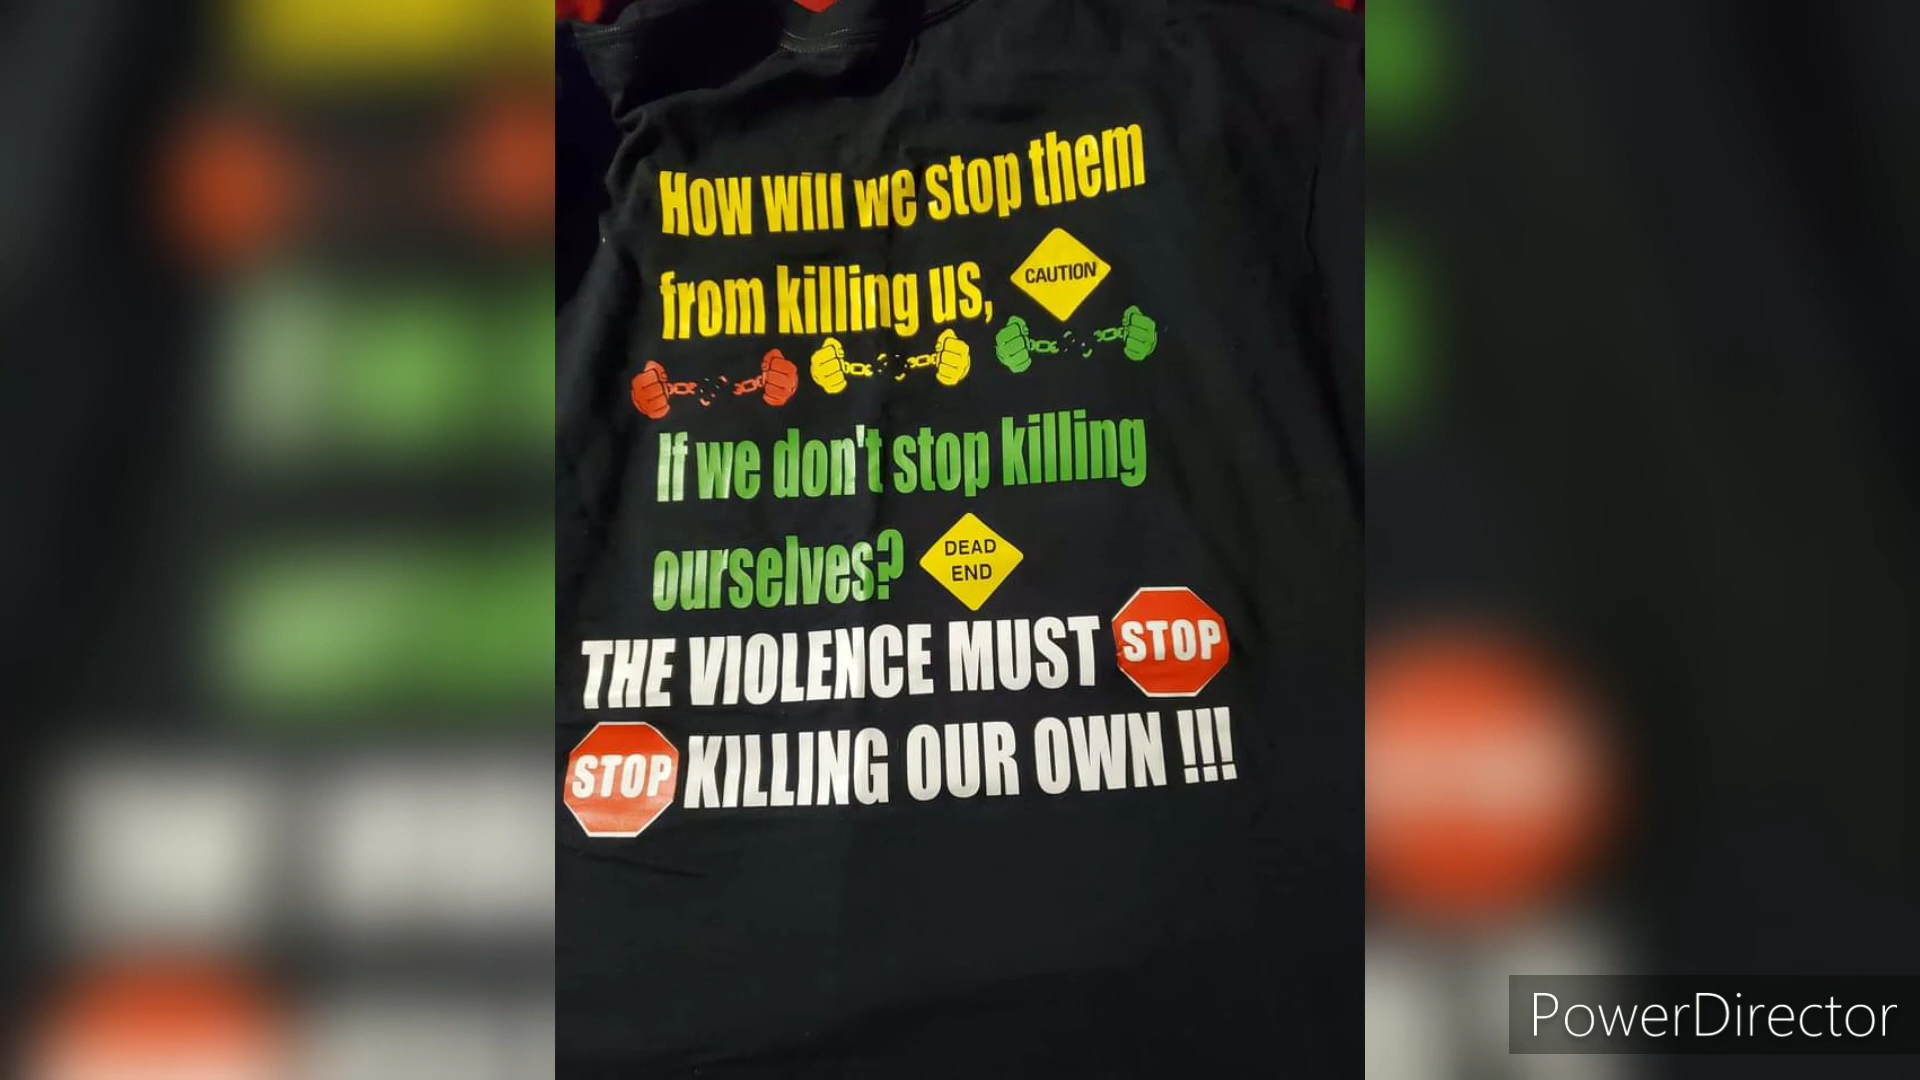 How will we stop them
from killing us,
CAUTION
If we don't stop killing
ourselves?
DEAD
END
THE VIOLENCE MUST STOP
STOP KILLING OUR OWN !!!
PowerDirector